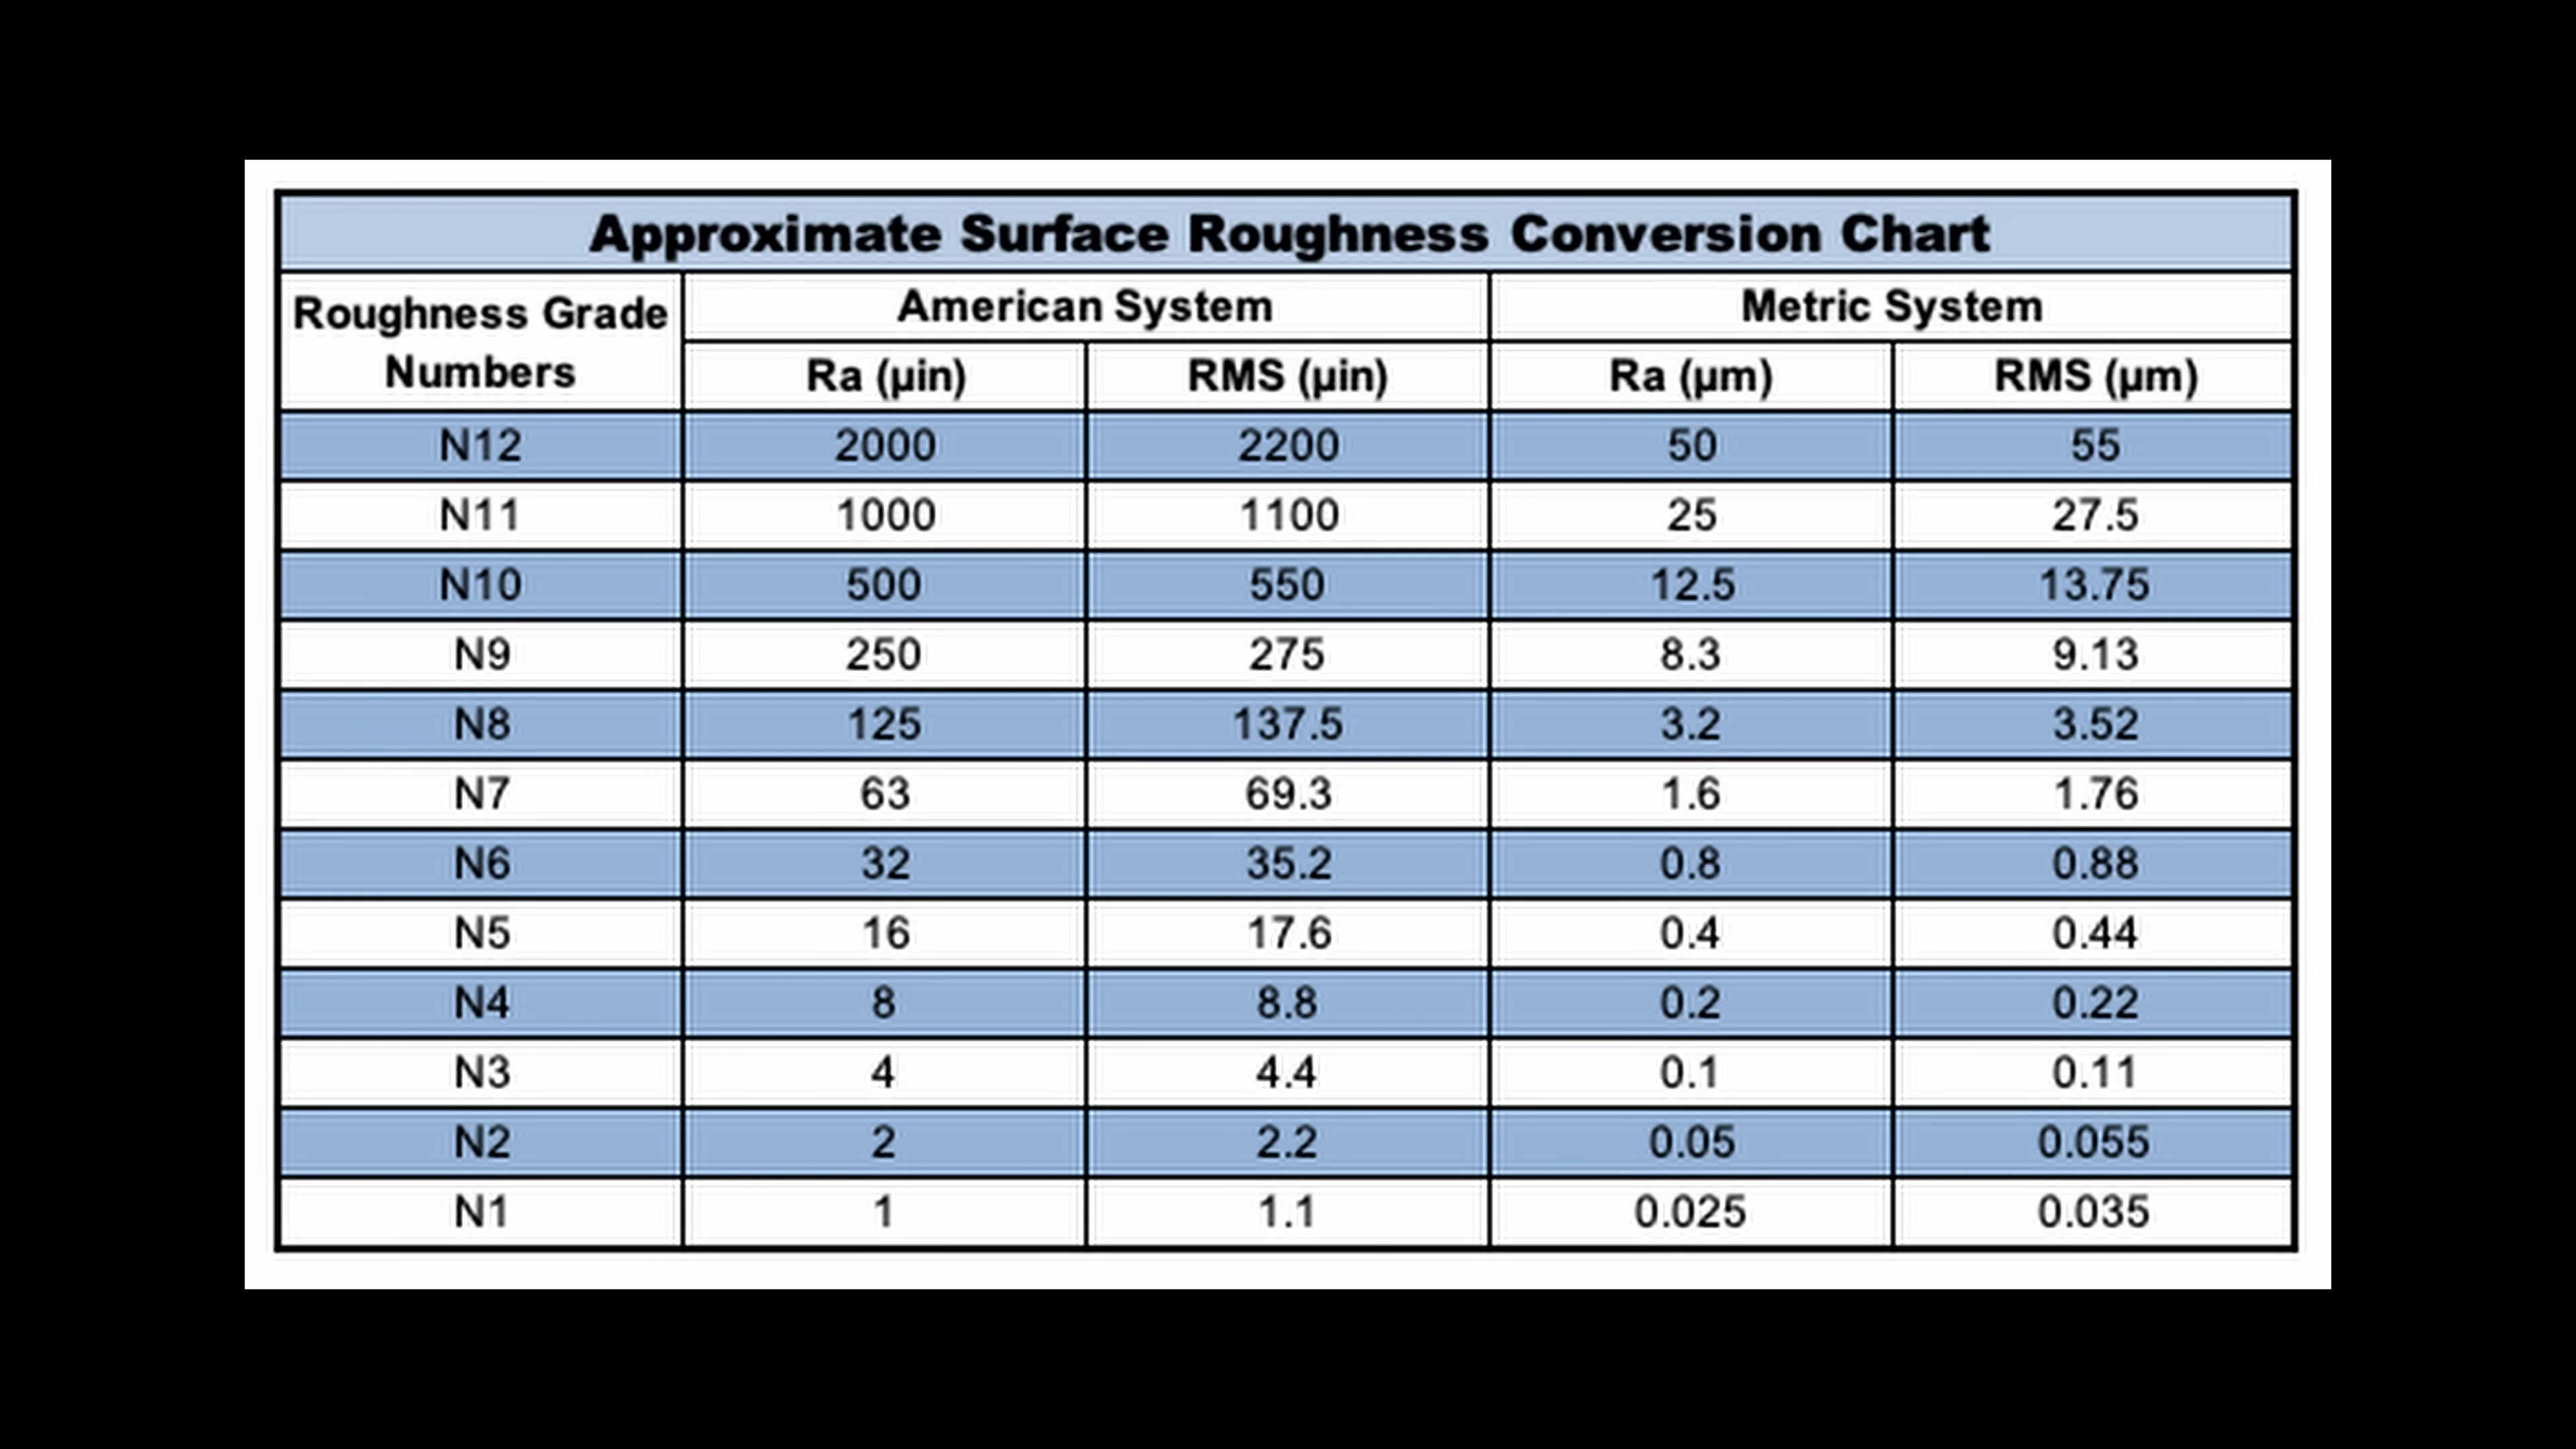 Approximate Surface Roughness Conversion Chart
Roughness Grade Numbers American System Metric System
Ra (µin) RMS (µin) Ra (µm) RMS (µm)
N12 2000 2200 50 55
N11 1000 1100 25 27.5
N10 500 550 12.5 13.75
N9 250 275 8.3 9.13
N8 125 137.5 3.2 3.52
N7 63 69.3 1.6 1.76
N6 32 35.2 0.8 0.88
N5 16 17.6 0.4 0.44
N4 8 8.8 0.2 0.22
N3 4 4.4 0.1 0.11
N2 2 2.2 0.05 0.055
N1 1 1.1 0.025 0.035